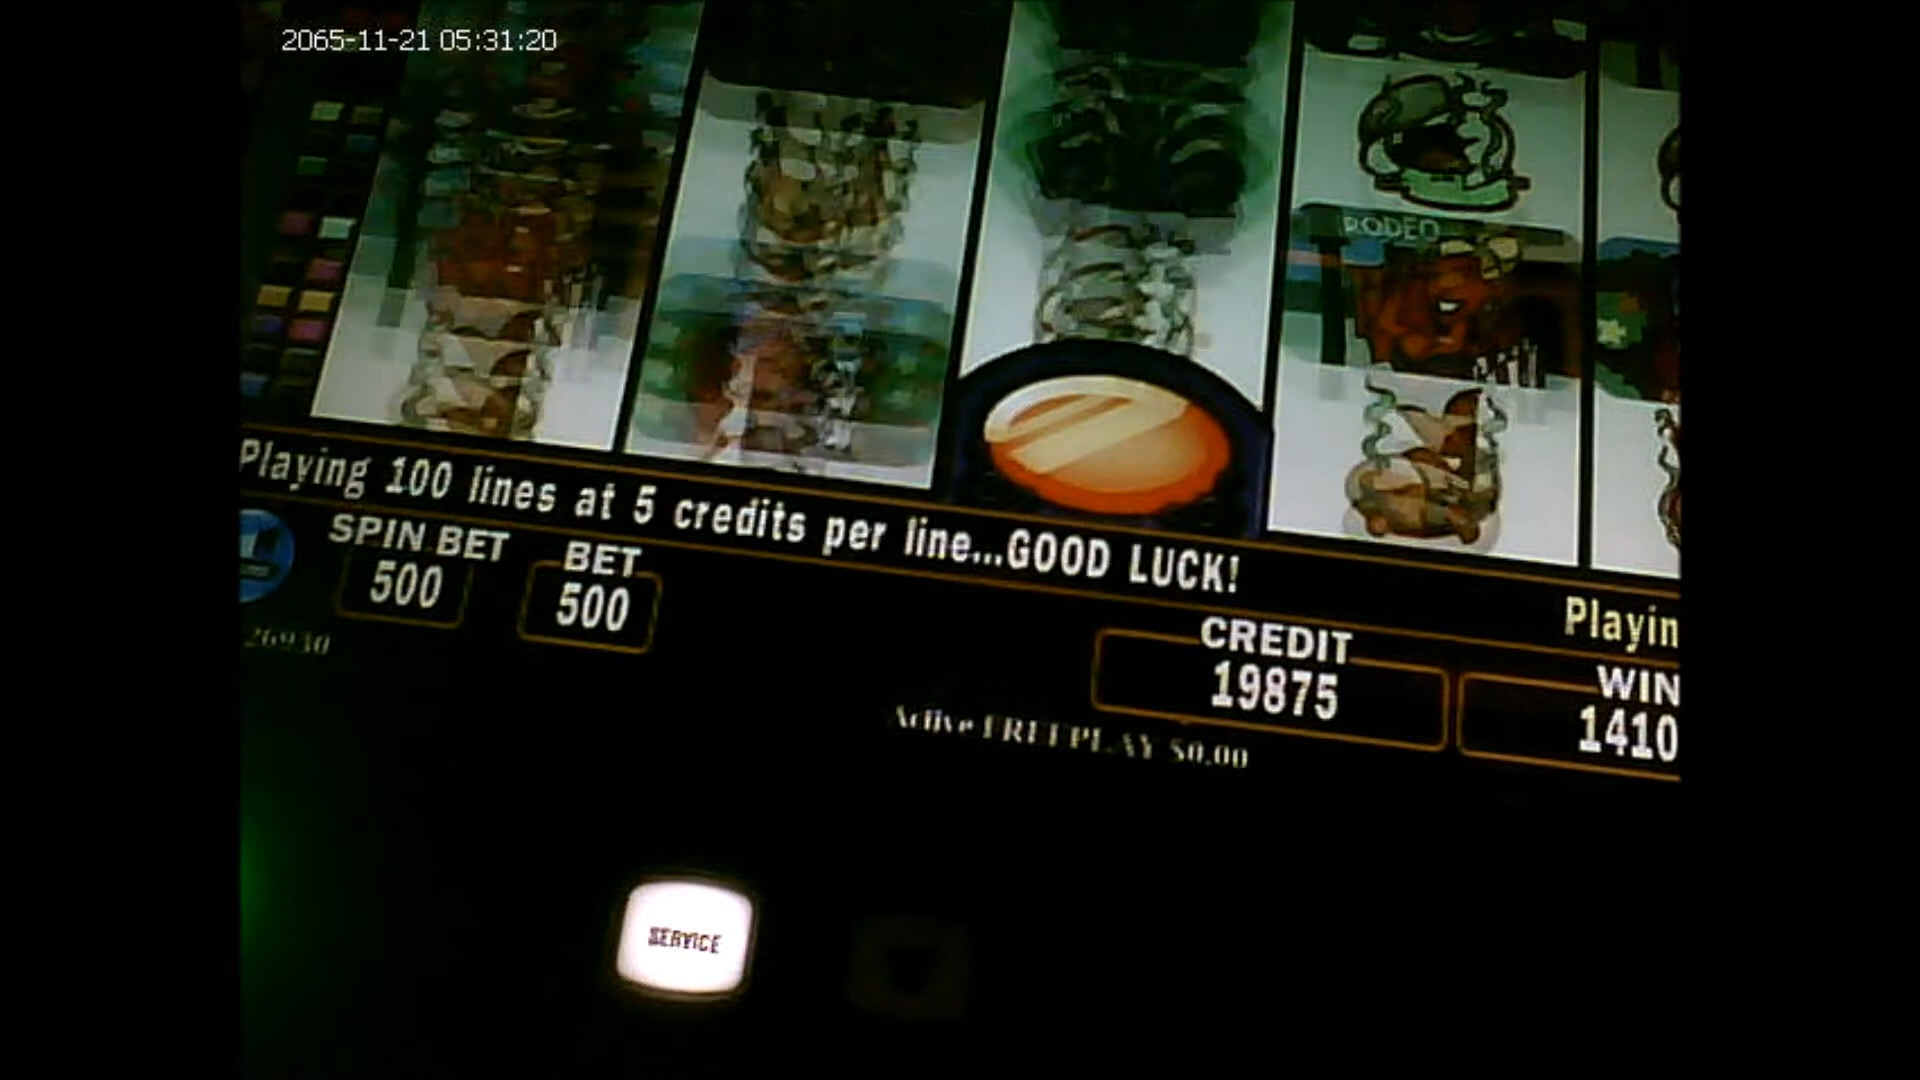 2065-11-21 05:31:20
RODEO
Playing 100 lines at 5 credits per line...GOOD LUCK!
Playin
SPIN BET
500
BET
500
CREDIT
19875
WIN
1410
26930
Active FREEPLAY $0.00
SERVICE